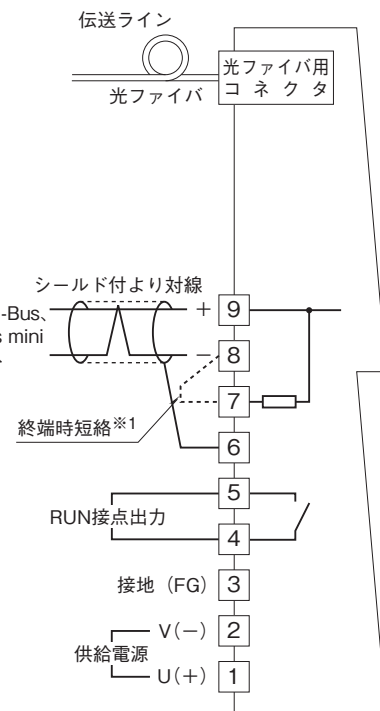 伝送ライン
光ファイバ
光ファイバ用
コネクタ
シールド付より対線
-Bus、
s mini
+ 9
− 8
7
終端時短絡※1
6
5
RUN接点出力
4
接地（FG） 3
V（−） 2
供給電源
U（+） 1